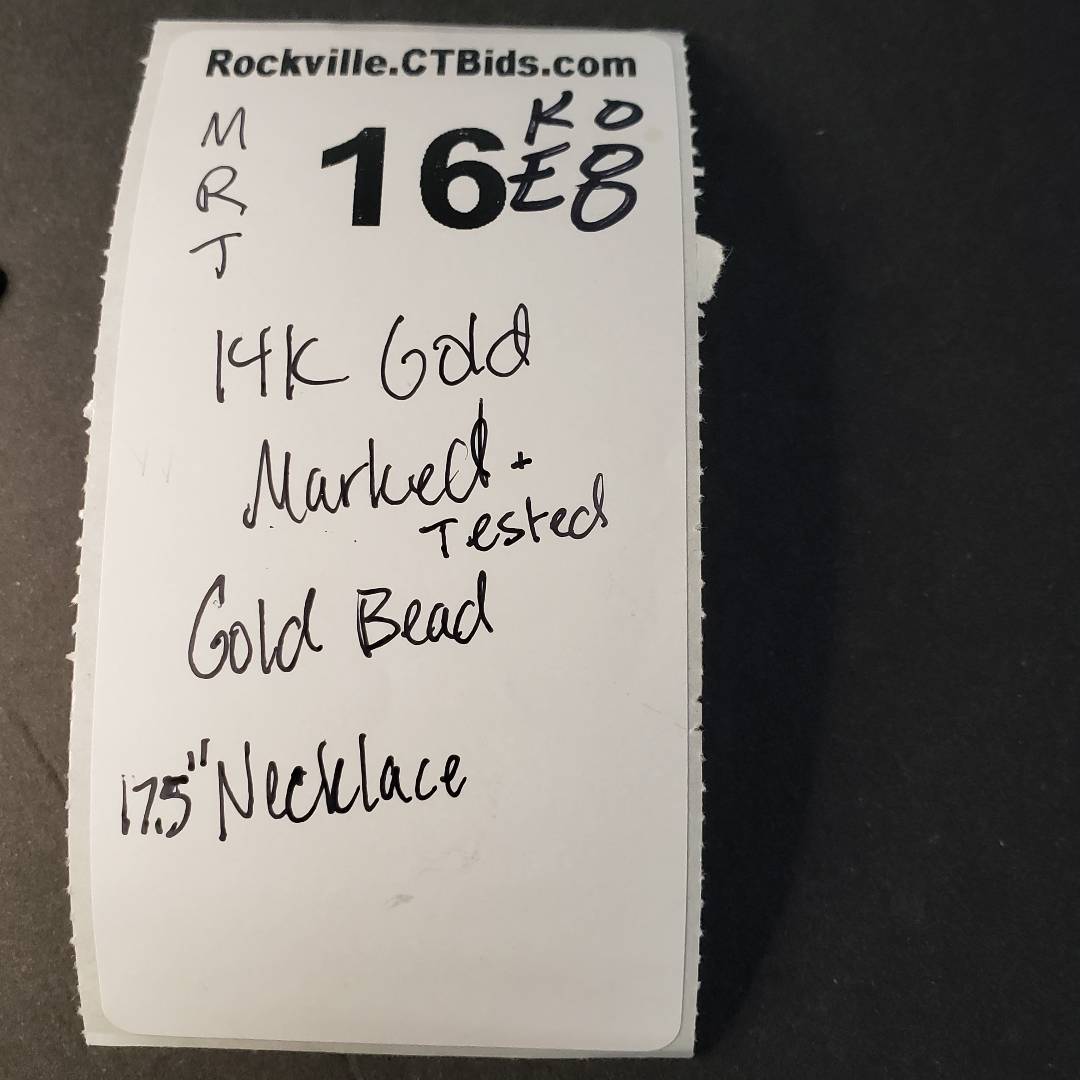 Rockville.CTBids.com
M
R
J
16
KO
E8
14K Gold
Marked +
Tested
Gold Bead
17.5" Necklace